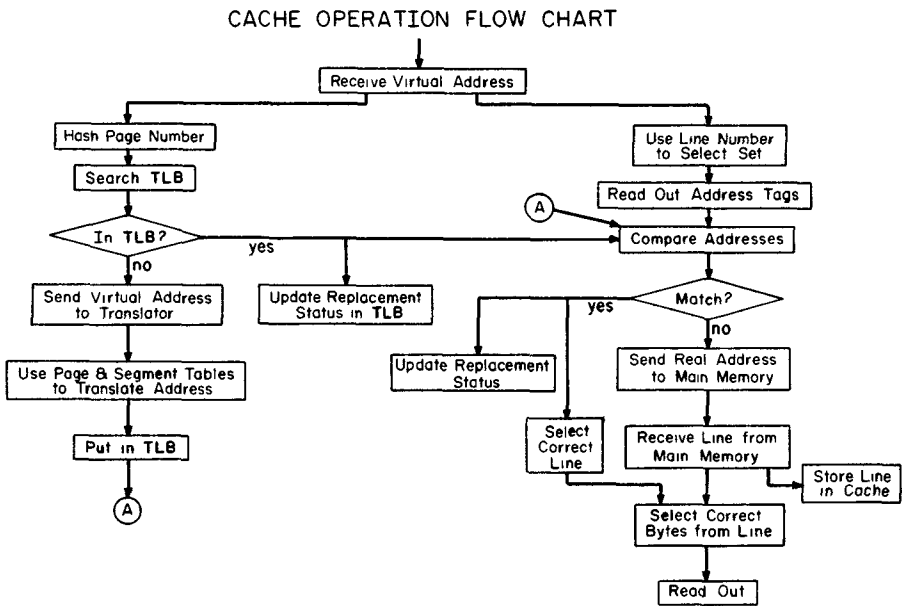 CACHE OPERATION FLOW CHART
Receive Virtual Address
Hash Page Number
Search TLB
In TLB?
yes
no
Send Virtual Address
to Translator
Update Replacement
Status in TLB
Use Page & Segment Tables
to Translate Address
Put in TLB
A
Use Line Number
to Select Set
Read Out Address Tags
A
Compare Addresses
Match?
yes
no
Update Replacement
Status
Select
Correct
Line
Send Real Address
to Main Memory
Receive Line from
Main Memory
Store Line
in Cache
Select Correct
Bytes from Line
Read Out